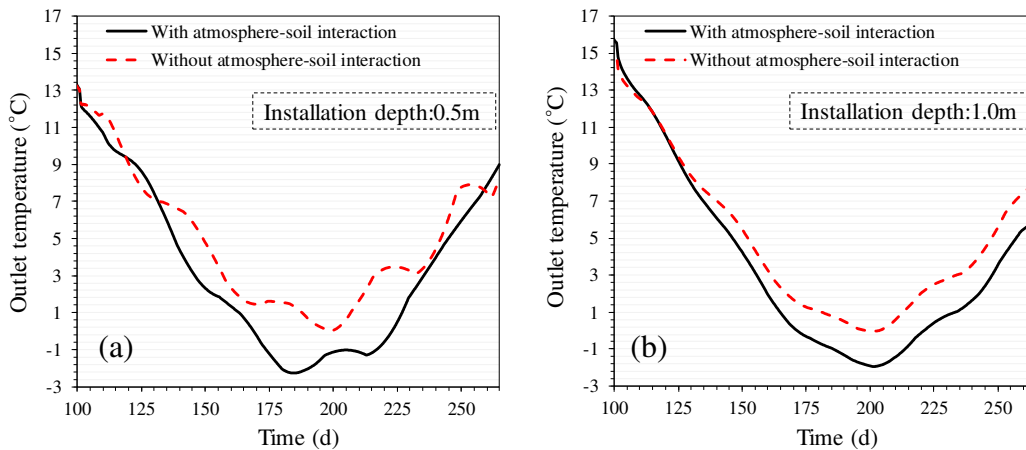 17
15
13
11
9
7
5
3
1
-1
-3
Outlet temperature (°C)
With atmosphere-soil interaction
Without atmosphere-soil interaction
Installation depth:0.5m
(a)
100 125 150 175 200 225 250
Time (d)
17
15
13
11
9
7
5
3
1
-1
-3
Outlet temperature (°C)
With atmosphere-soil interaction
Without atmosphere-soil interaction
Installation depth:1.0m
(b)
100 125 150 175 200 225 250
Time (d)